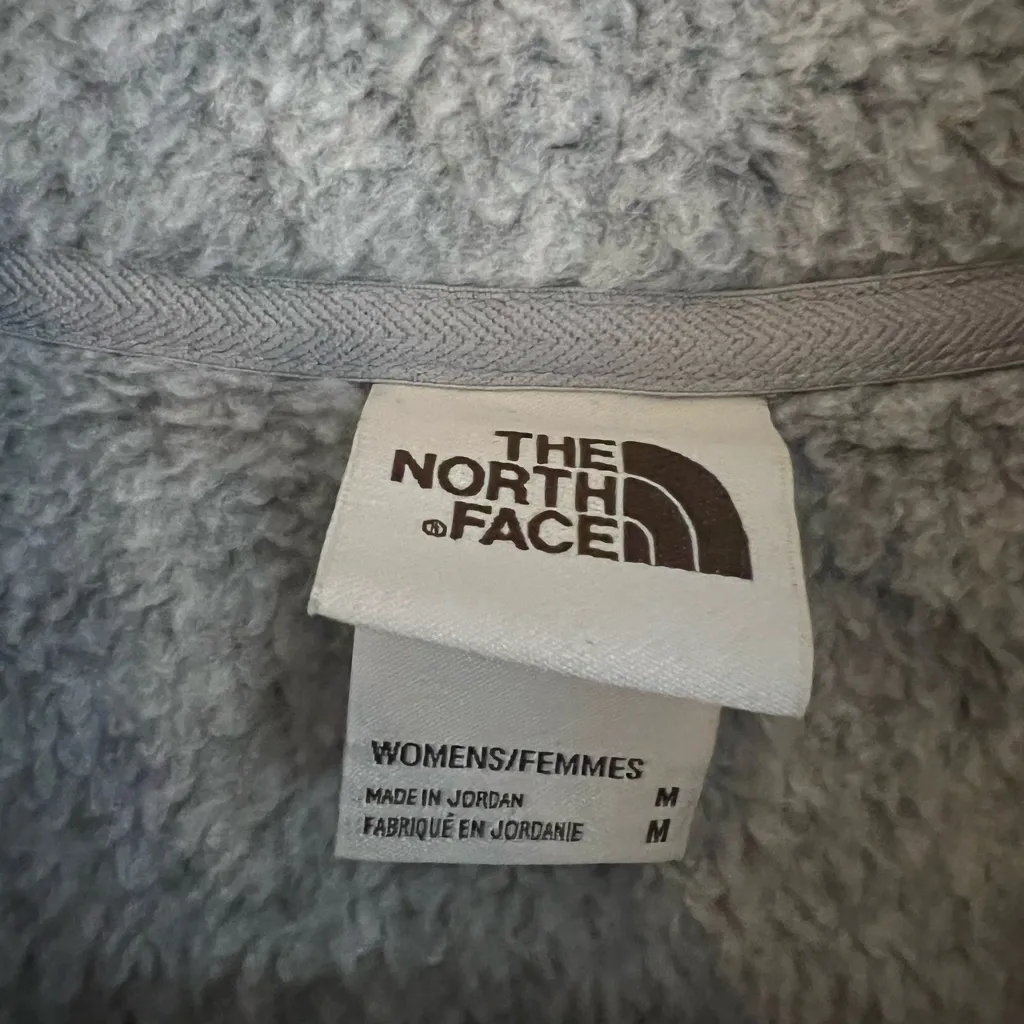 THE
NORTH
®FACE
WOMENS/FEMMES
MADE IN JORDAN M
FABRIQUÉ EN JORDANIE M